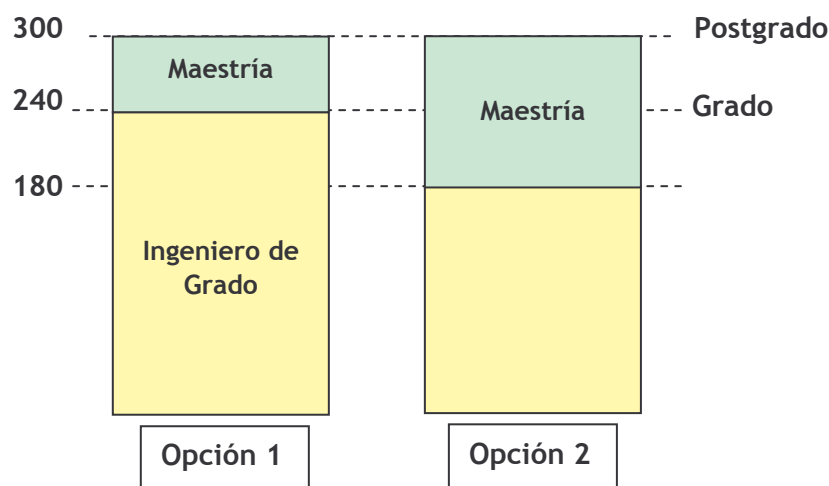 300
Postgrado
Maestría
240
Maestría
Grado
180
Ingeniero de
Grado
Opción 1
Opción 2